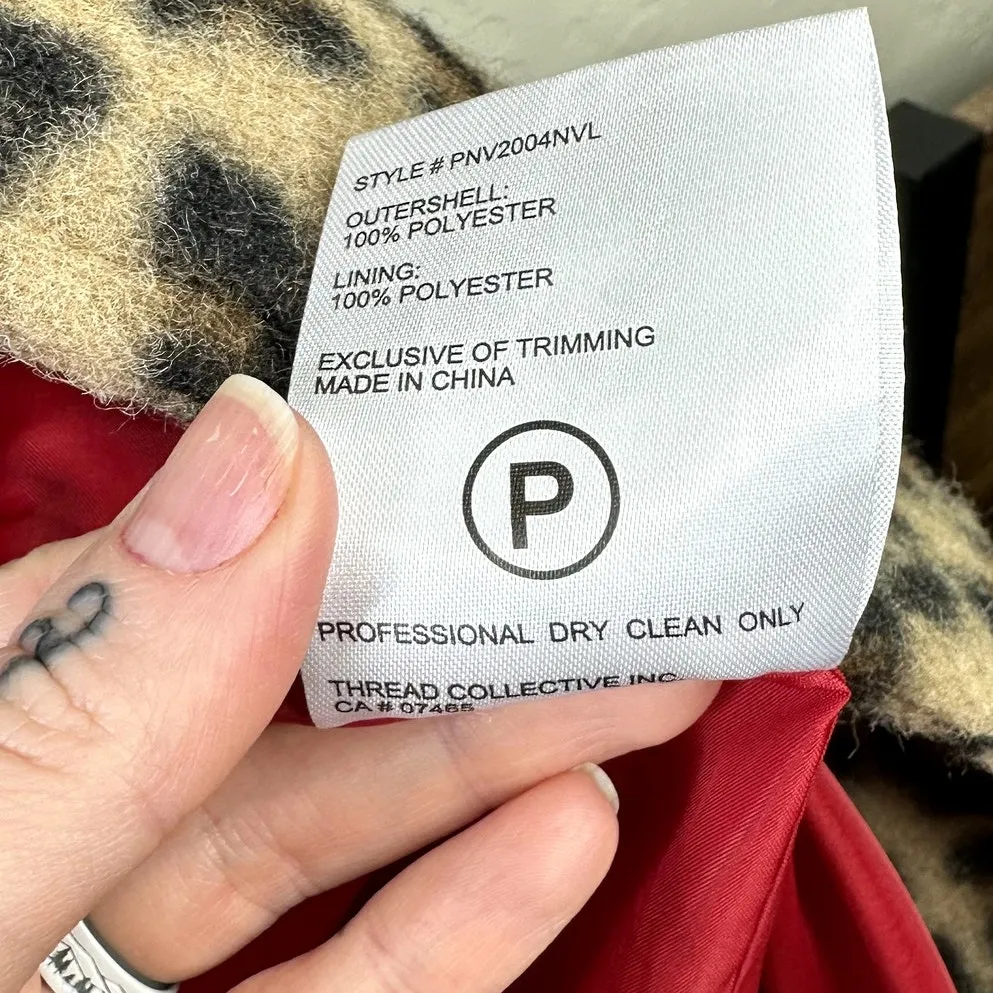 STYLE # PNV2004NVL
OUTERSHELL:
100% POLYESTER
LINING:
100% POLYESTER
EXCLUSIVE OF TRIMMING
MADE IN CHINA
P
PROFESSIONAL DRY CLEAN ONLY
THREAD COLLECTIVE INC
CA #